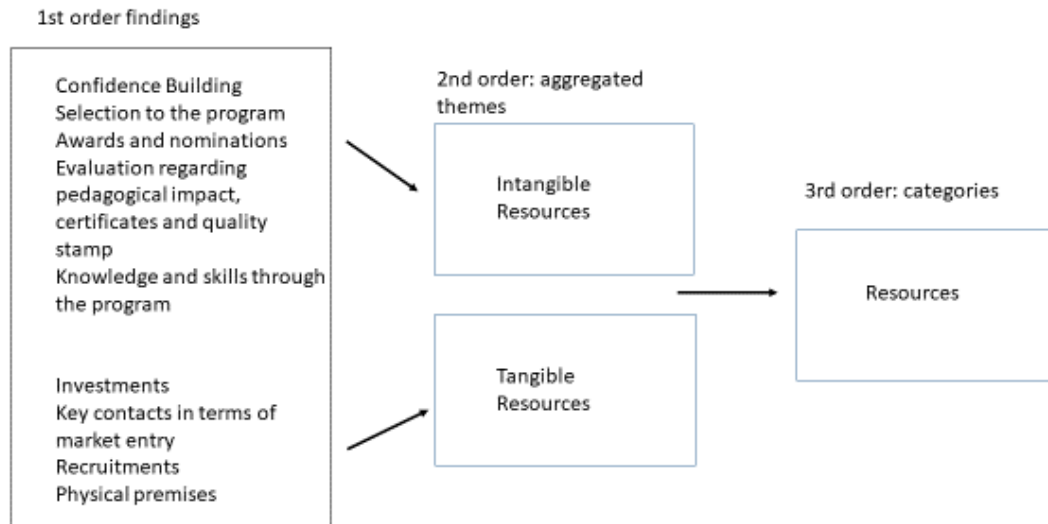 1st order findings
Confidence Building
Selection to the program
Awards and nominations
Evaluation regarding
pedagogical impact,
certificates and quality
stamp
Knowledge and skills through
the program
Investments
Key contacts in terms of
market entry
Recruitments
Physical premises
2nd order: aggregated
themes
Intangible
Resources
Tangible
Resources
3rd order: categories
Resources